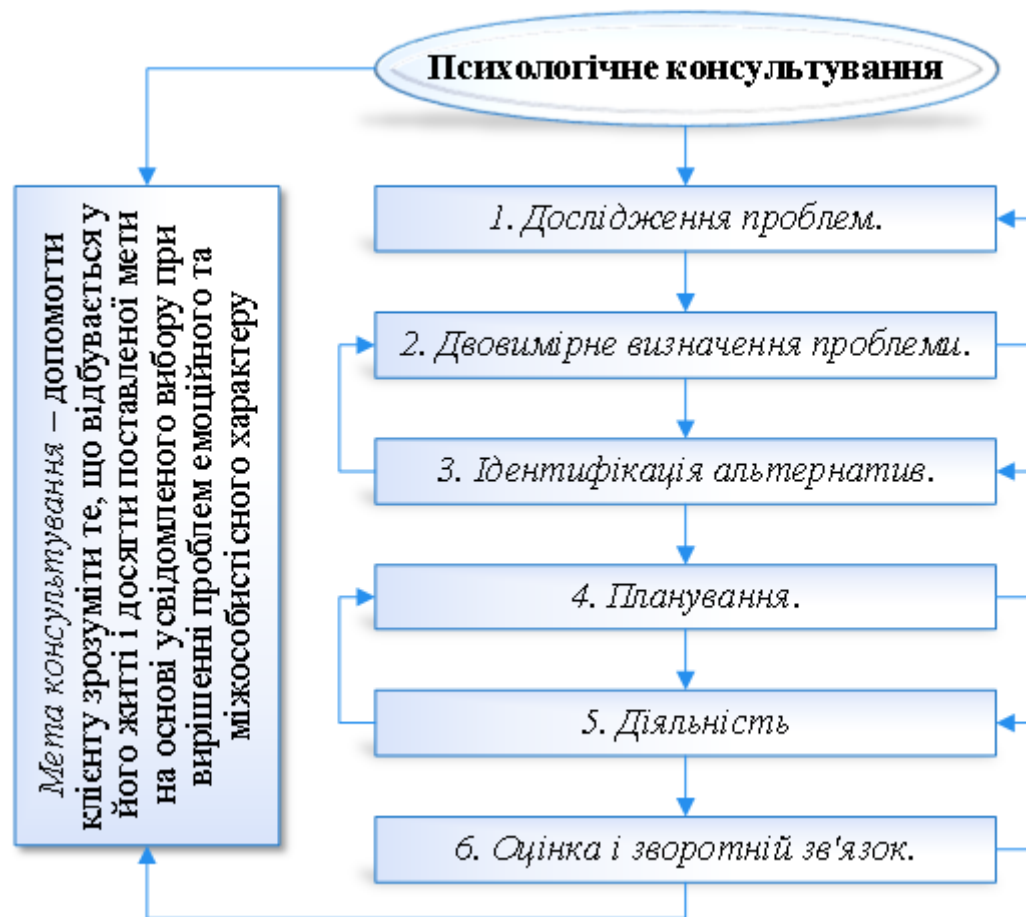 Психологічне консультування
Мета консультування – допомогти
клієнту зрозуміти те, що відбувається у
його житті і досягти поставленої мети
на основі усвідомленого вибору при
вирішенні проблем емоційного та
міжособистісного характеру
1. Дослідження проблем.
2. Двовимірне визначення проблеми.
3. Ідентифікація альтернатив.
4. Планування.
5. Діяльність
6. Оцінка і зворотній зв'язок.